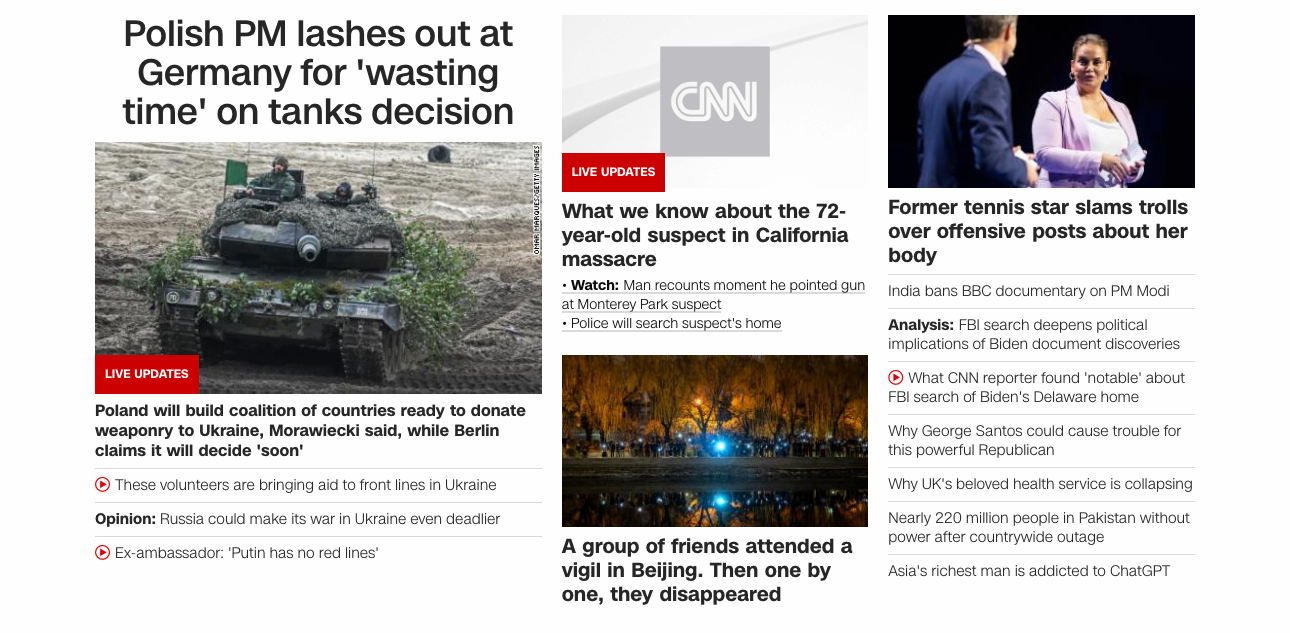 Polish PM lashes out at
Germany for 'wasting
time' on tanks decision
OMAR MARQUES/GETTY IMAGES
LIVE UPDATES
Poland will build coalition of countries ready to donate
weaponry to Ukraine, Morawiecki said, while Berlin
claims it will decide 'soon'
These volunteers are bringing aid to front lines in Ukraine
Opinion: Russia could make its war in Ukraine even deadlier
Ex-ambassador: 'Putin has no red lines'
CNN
LIVE UPDATES
What we know about the 72-
year-old suspect in California
massacre
• Watch: Man recounts moment he pointed gun
at Monterey Park suspect
• Police will search suspect's home
A group of friends attended a
vigil in Beijing. Then one by
one, they disappeared
Former tennis star slams trolls
over offensive posts about her
body
India bans BBC documentary on PM Modi
Analysis: FBI search deepens political
implications of Biden document discoveries
What CNN reporter found 'notable' about
FBI search of Biden's Delaware home
Why George Santos could cause trouble for
this powerful Republican
Why UK's beloved health service is collapsing
Nearly 220 million people in Pakistan without
power after countrywide outage
Asia's richest man is addicted to ChatGPT